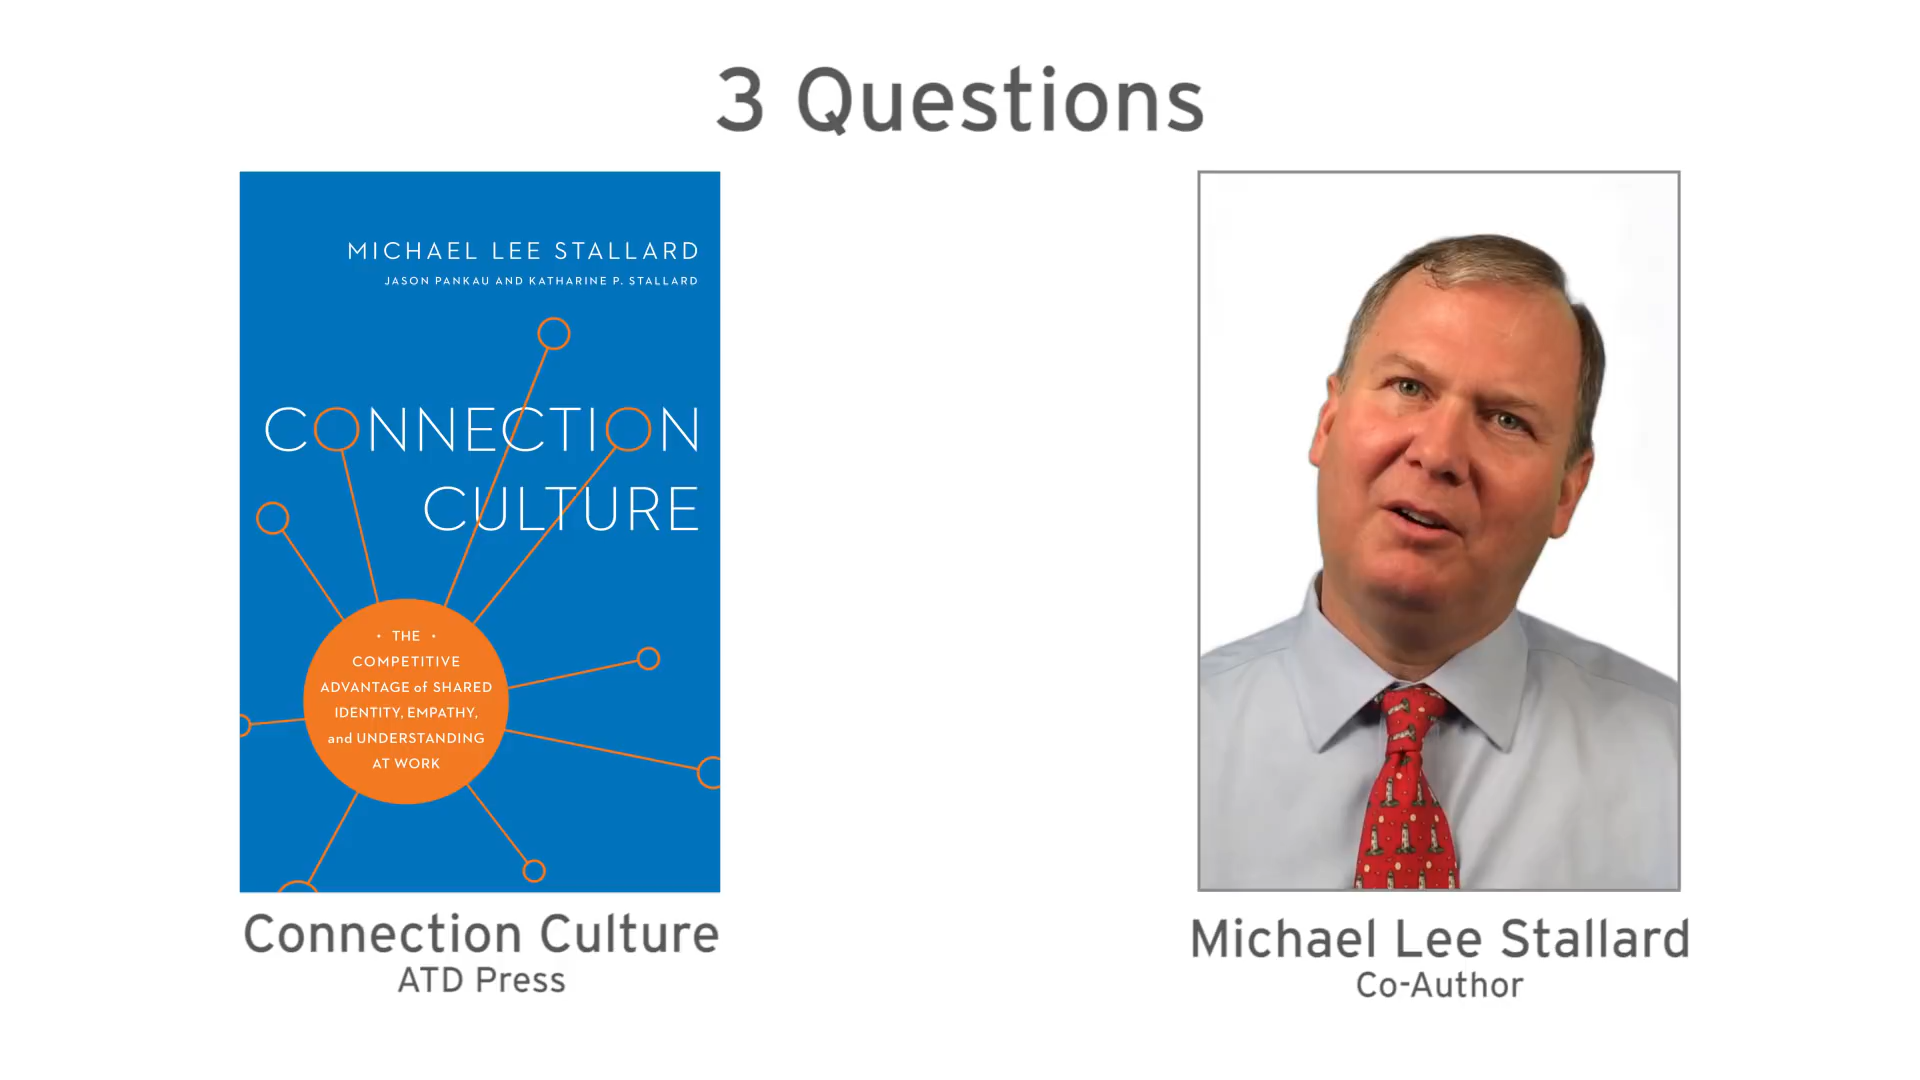 3 Questions
MICHAEL LEE STALLARD
JASON PANKAU AND KATHARINE P. STALLARD
CONNECTION
CULTURE
• THE •
COMPETITIVE
ADVANTAGE of SHARED
IDENTITY, EMPATHY,
and UNDERSTANDING
AT WORK
Connection Culture
ATD Press
Michael Lee Stallard
Co-Author